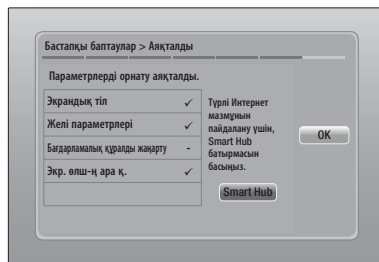 Бастапқы баптаулар > Аяқталды
Параметрлерді орнату аяқталды.
Экрандық тіл ✓
Желі параметрлері ✓
Бағдарламалық құралды жаңарту -
Экр. өлш-ң ара қ. ✓
Түрлі Интернет
мазмұнын
пайдалану үшін,
Smart Hub
батырмасын
басыңыз.
Smart Hub
OK